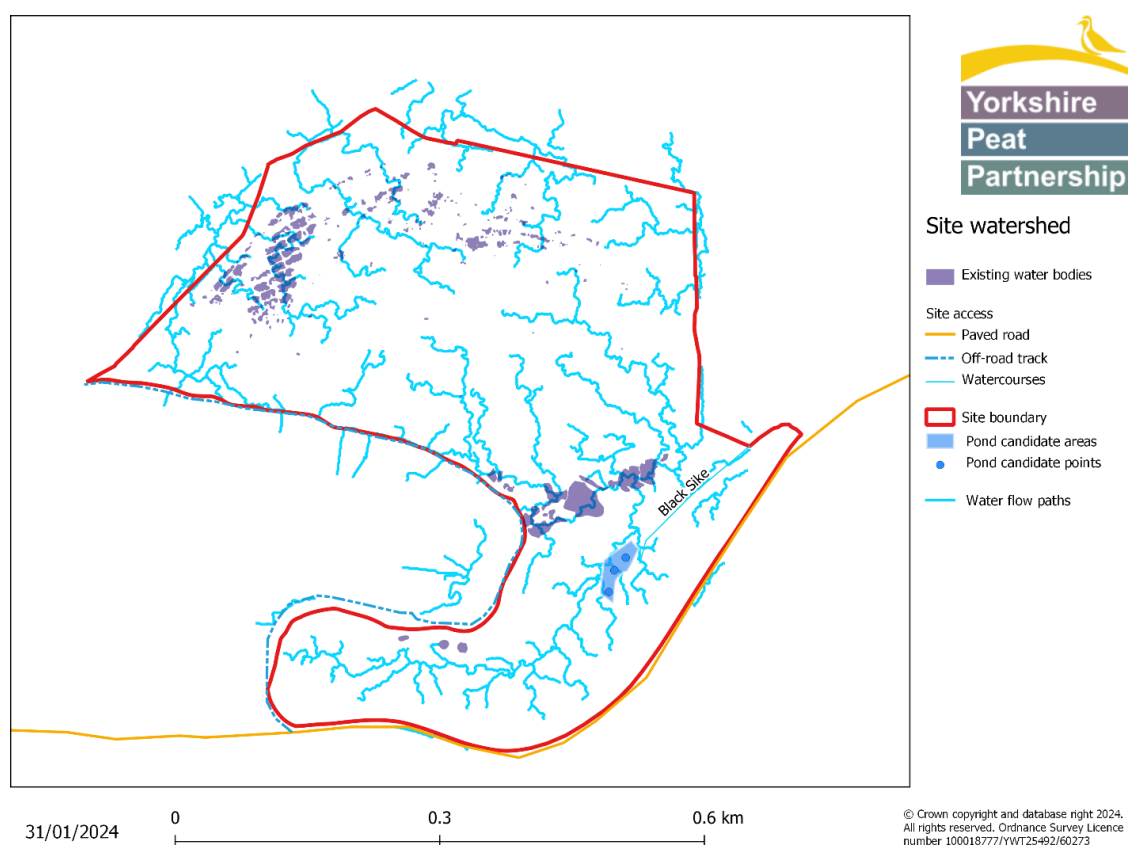 Yorkshire
Peat
Partnership
Site watershed
Existing water bodies
Site access
Paved road
Off-road track
Watercourses
Site boundary
Pond candidate areas
Pond candidate points
Water flow paths
Black Sike
31/01/2024
0
0.3
0.6 km
© Crown copyright and database right 2024.
All rights reserved. Ordnance Survey Licence
number 100018777/YWT25492/60273